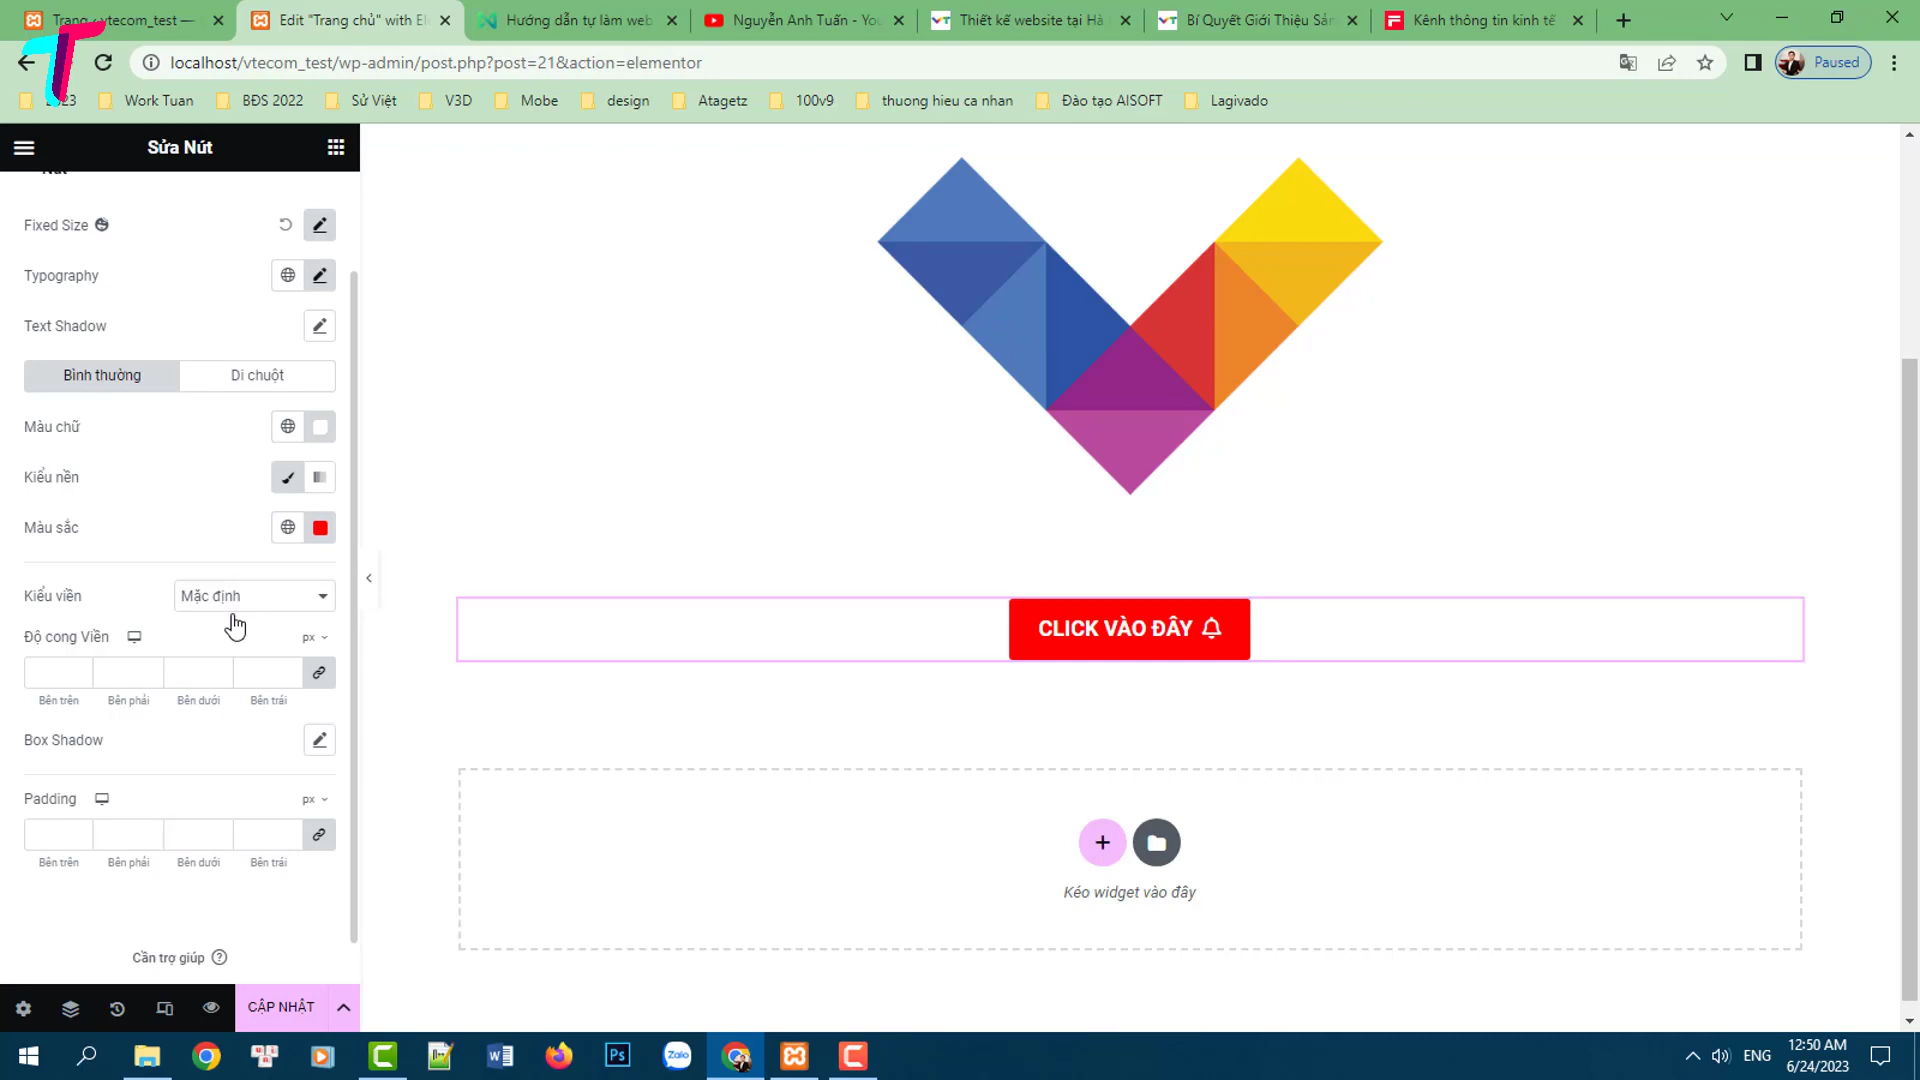 Trang ‹ vtecom_test —
Edit "Trang chủ" with El
Hướng dẫn tự làm web
Nguyễn Anh Tuấn - You
Thiết kế website tại Hà
Bí Quyết Giới Thiệu Sản
Kênh thông tin kinh tế
localhost/vtecom_test/wp-admin/post.php?post=21&action=elementor
Paused
Work Tuan
BĐS 2022
Sử Việt
V3D
Mobe
design
Atagetz
100v9
thuong hieu ca nhan
Đào tạo AISOFT
Lagivado
Sửa Nút
Nút
Fixed Size
Typography
Text Shadow
Bình thường
Di chuột
Màu chữ
Kiểu nền
Màu sắc
Kiểu viền
Mặc định
Độ cong Viền
px
Bên trên
Bên phải
Bên dưới
Bên trái
Box Shadow
Padding
px
Bên trên
Bên phải
Bên dưới
Bên trái
Cần trợ giúp
CẬP NHẬT
CLICK VÀO ĐÂY
Kéo widget vào đây
Ps
Zalo
ENG
12:50 AM
6/24/2023